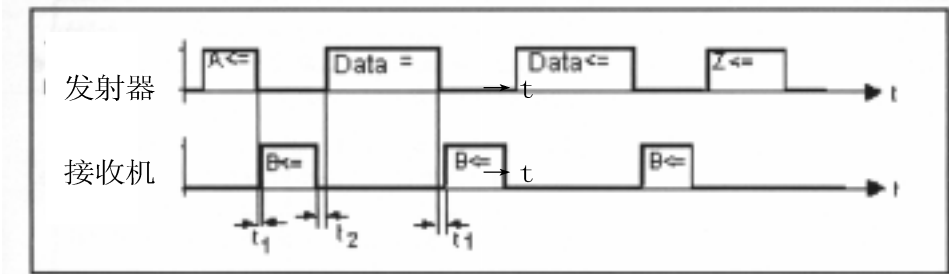 A<= Data = Data<= Z<=
发射器 → t t
B<= B<= B<=
接收机 → t t
t1 t2 t1